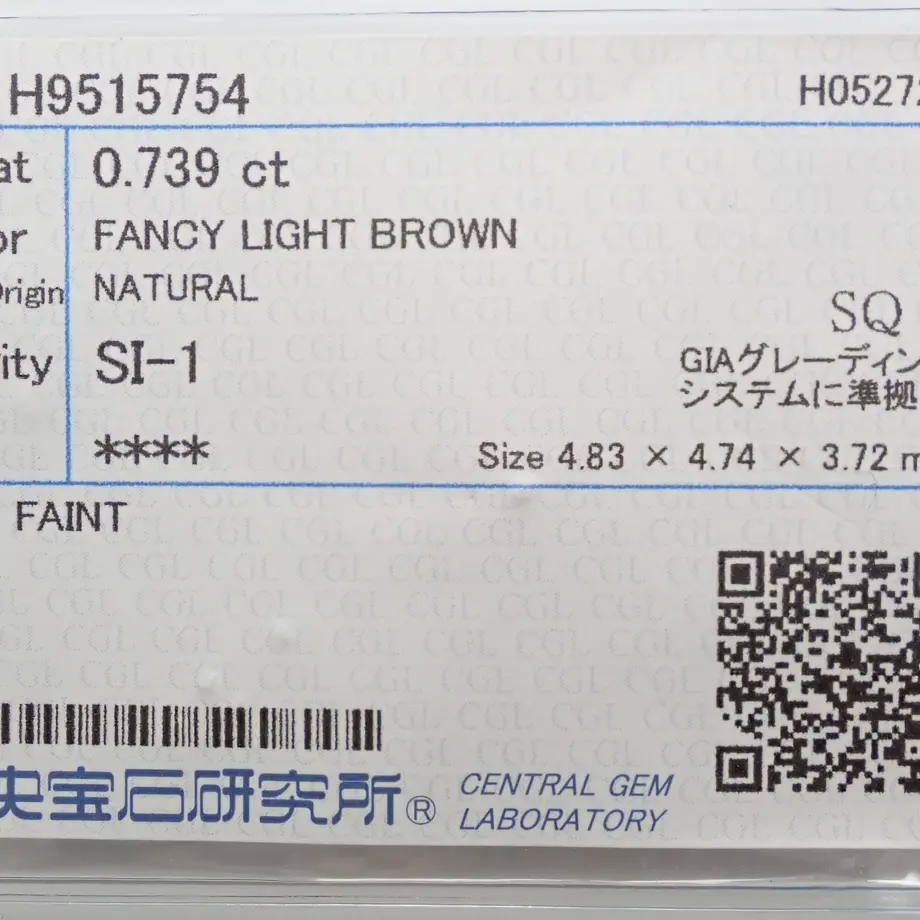 H9515754 H0527
at 0.739 ct
or FANCY LIGHT BROWN
Origin NATURAL
SQ
ity SI-1
GIAグレーディン
システムに準拠
**** Size 4.83 × 4.74 × 3.72 m
FAINT
央宝石研究所® CENTRAL GEM
LABORATORY